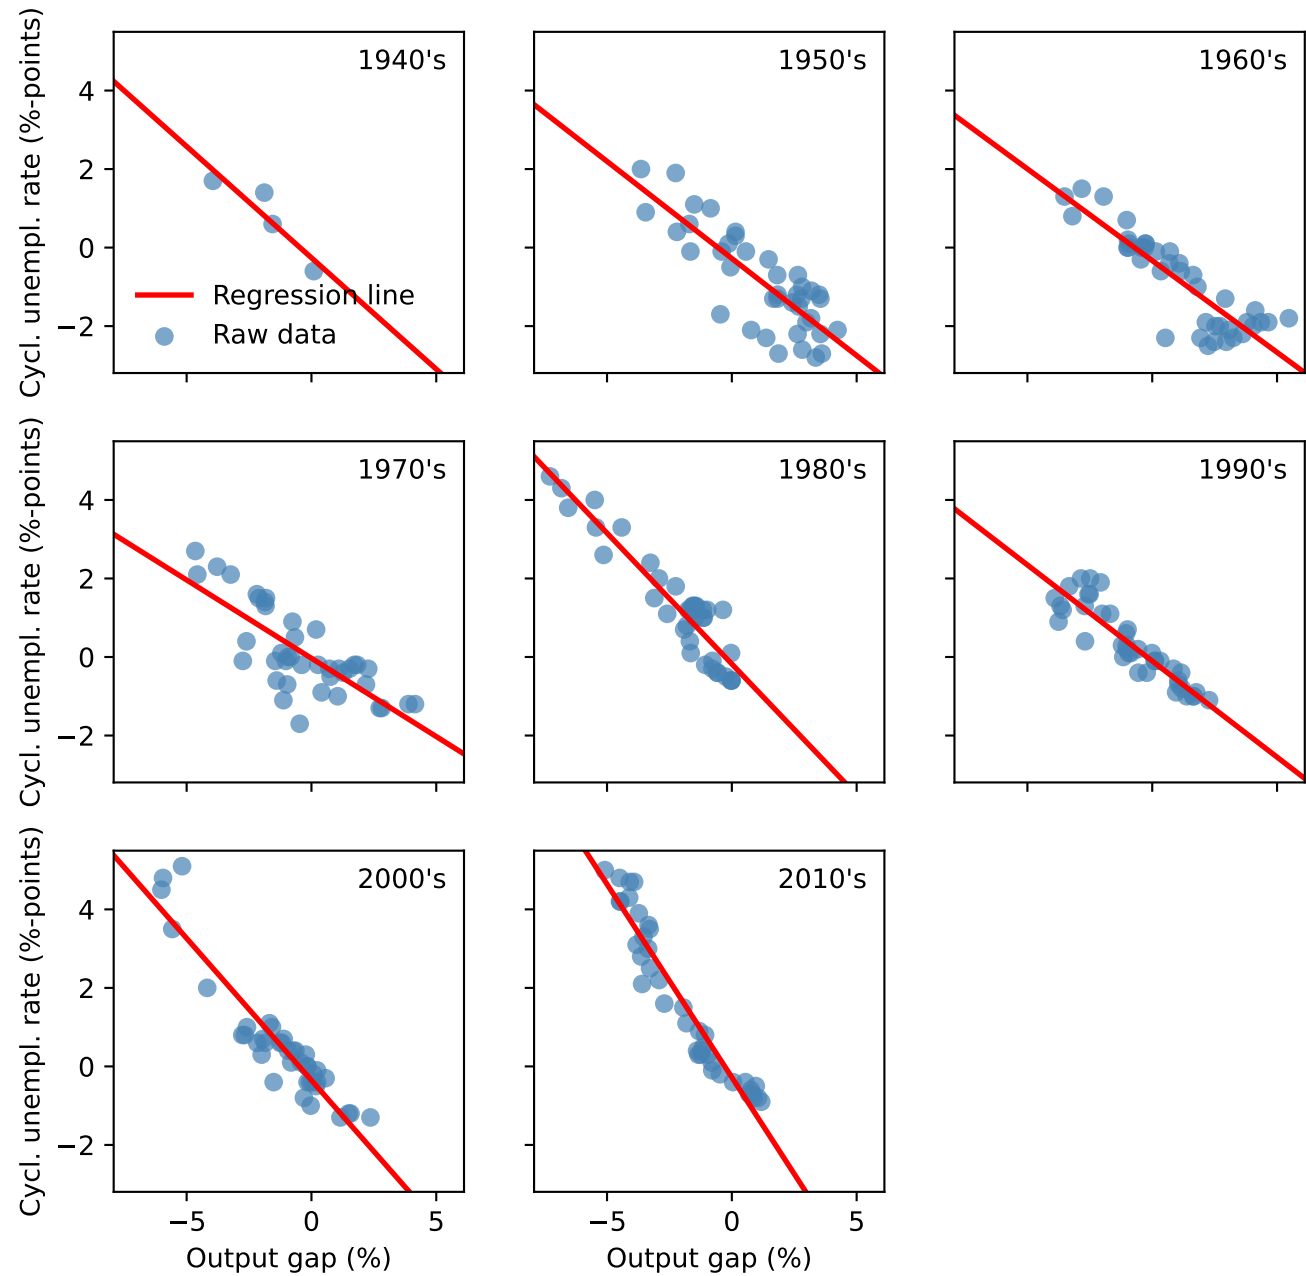 Cycl. unempl. rate (%-points)
4
2
0
−2
1940's
Regression line
Raw data
1950's
1960's
Cycl. unempl. rate (%-points)
4
2
0
−2
1970's
1980's
1990's
Cycl. unempl. rate (%-points)
4
2
0
−2
2000's
−5 0 5
Output gap (%)
2010's
−5 0 5
Output gap (%)